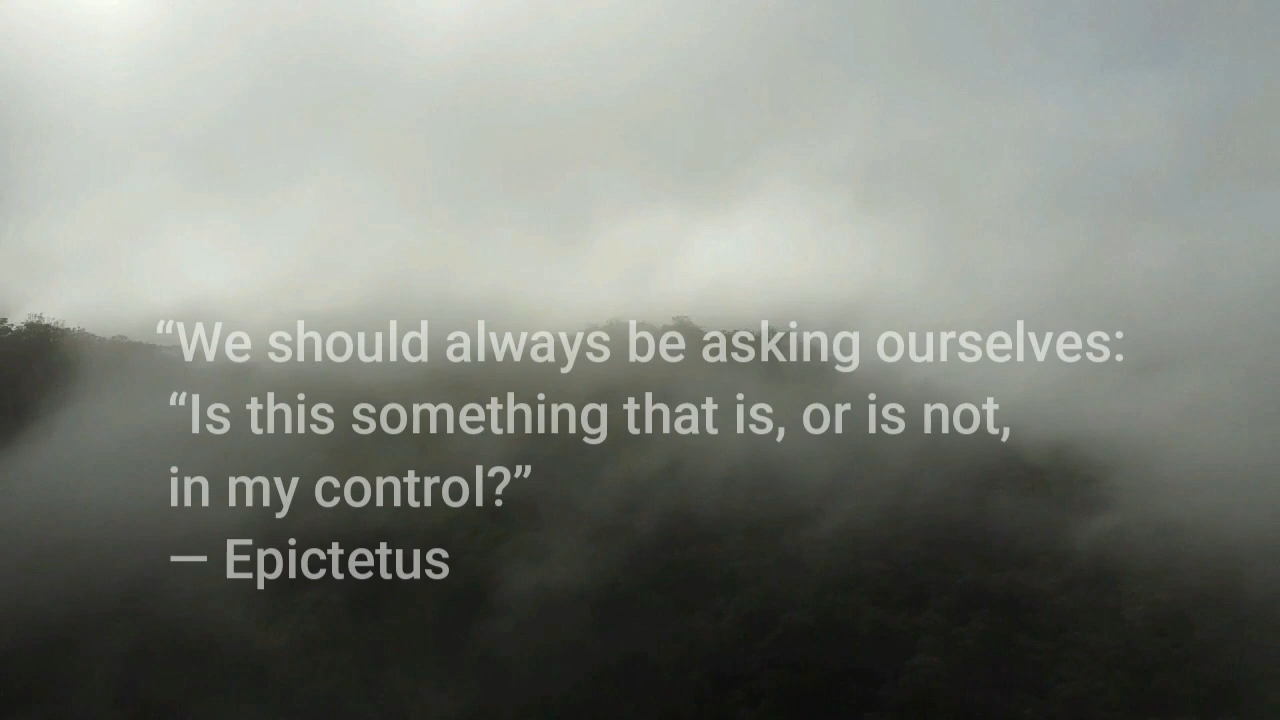 “We should always be asking ourselves:
“Is this something that is, or is not,
in my control?”
— Epictetus